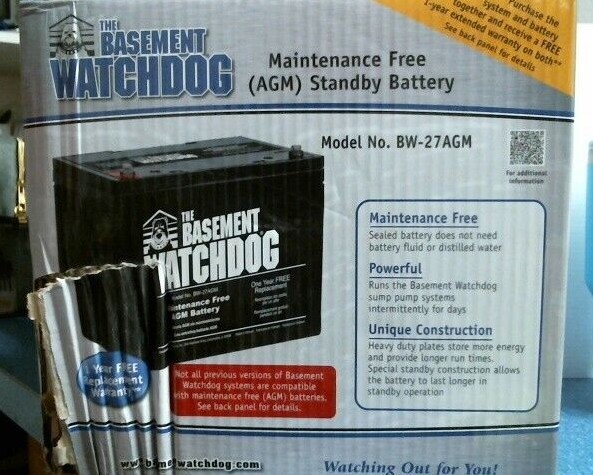 THE
BASEMENT
WATCHDOG
Maintenance Free
(AGM) Standby Battery
Purchase the
system and battery
together and receive a FREE
1-year extended warranty on both**
See back panel for details
Model No. BW-27AGM
For additional
information
THE
BASEMENT
WATCHDOG
Model No. BW-27AGM
Maintenance Free
AGM Battery
One Year FREE
Replacement
Maintenance Free
Sealed battery does not need
battery fluid or distilled water
Powerful
Runs the Basement Watchdog
sump pump systems
intermittently for days
Unique Construction
Heavy duty plates store more energy
and provide longer run times.
Special standby construction allows
the battery to last longer in
standby operation
1 Year FREE
Replacement
Warranty*
Not all previous versions of Basement
Watchdog systems are compatible
with maintenance free (AGM) batteries.
See back panel for details.
Watching Out for You!